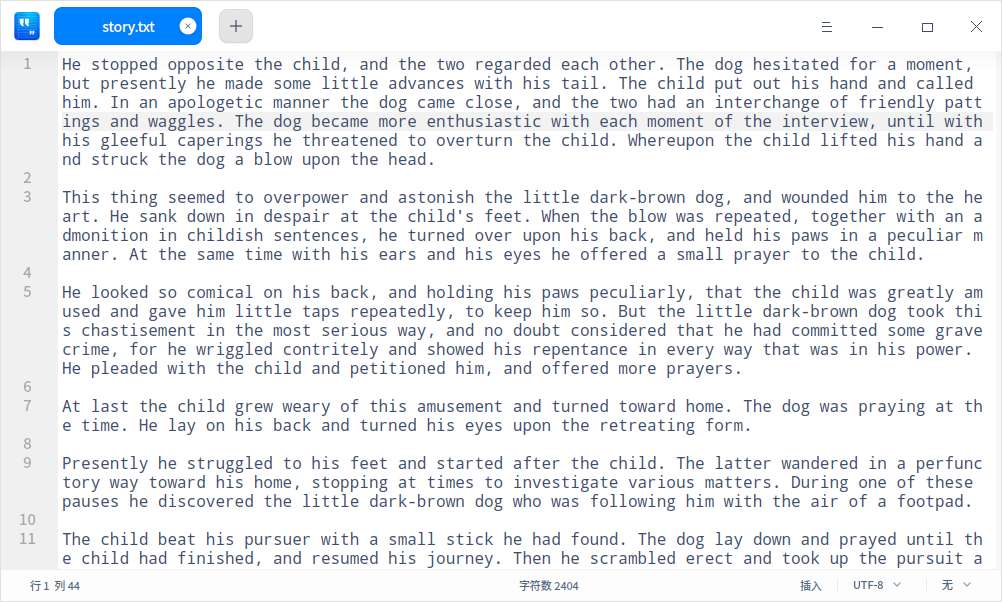 story.txt
1 He stopped opposite the child, and the two regarded each other. The dog hesitated for a moment,
but presently he made some little advances with his tail. The child put out his hand and called
him. In an apologetic manner the dog came close, and the two had an interchange of friendly patt
ings and waggles. The dog became more enthusiastic with each moment of the interview, until with
his gleeful caperings he threatened to overturn the child. Whereupon the child lifted his hand a
nd struck the dog a blow upon the head.
2
3 This thing seemed to overpower and astonish the little dark-brown dog, and wounded him to the he
art. He sank down in despair at the child's feet. When the blow was repeated, together with an a
dmonition in childish sentences, he turned over upon his back, and held his paws in a peculiar m
anner. At the same time with his ears and his eyes he offered a small prayer to the child.
4
5 He looked so comical on his back, and holding his paws peculiarly, that the child was greatly am
used and gave him little taps repeatedly, to keep him so. But the little dark-brown dog took thi
s chastisement in the most serious way, and no doubt considered that he had committed some grave
crime, for he wriggled contritely and showed his repentance in every way that was in his power.
He pleaded with the child and petitioned him, and offered more prayers.
6
7 At last the child grew weary of this amusement and turned toward home. The dog was praying at th
e time. He lay on his back and turned his eyes upon the retreating form.
8
9 Presently he struggled to his feet and started after the child. The latter wandered in a perfunc
tory way toward his home, stopping at times to investigate various matters. During one of these
pauses he discovered the little dark-brown dog who was following him with the air of a footpad.
10
11 The child beat his pursuer with a small stick he had found. The dog lay down and prayed until th
e child had finished, and resumed his journey. Then he scrambled erect and took up the pursuit a
行 1 列 44 字符数 2404 插入 UTF-8 无